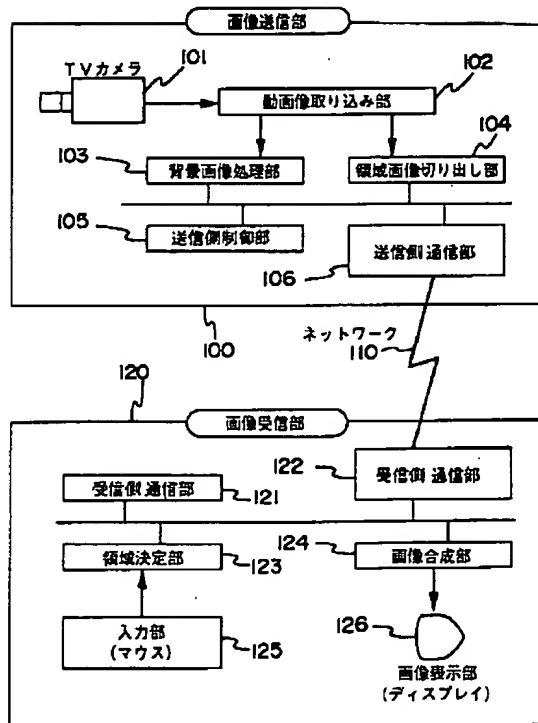 画像送信部
TVカメラ
101
102
動画像取り込み部
103
104
背景画像処理部
領域画像切り出し部
105
送信側制御部
送信側通信部
106
100
ネットワーク
110
120
画像受信部
122
受信側通信部
受信側通信部
121
124
領域決定部
123
画像合成部
入力部
(マウス)
125
126
画像表示部
(ディスプレイ)